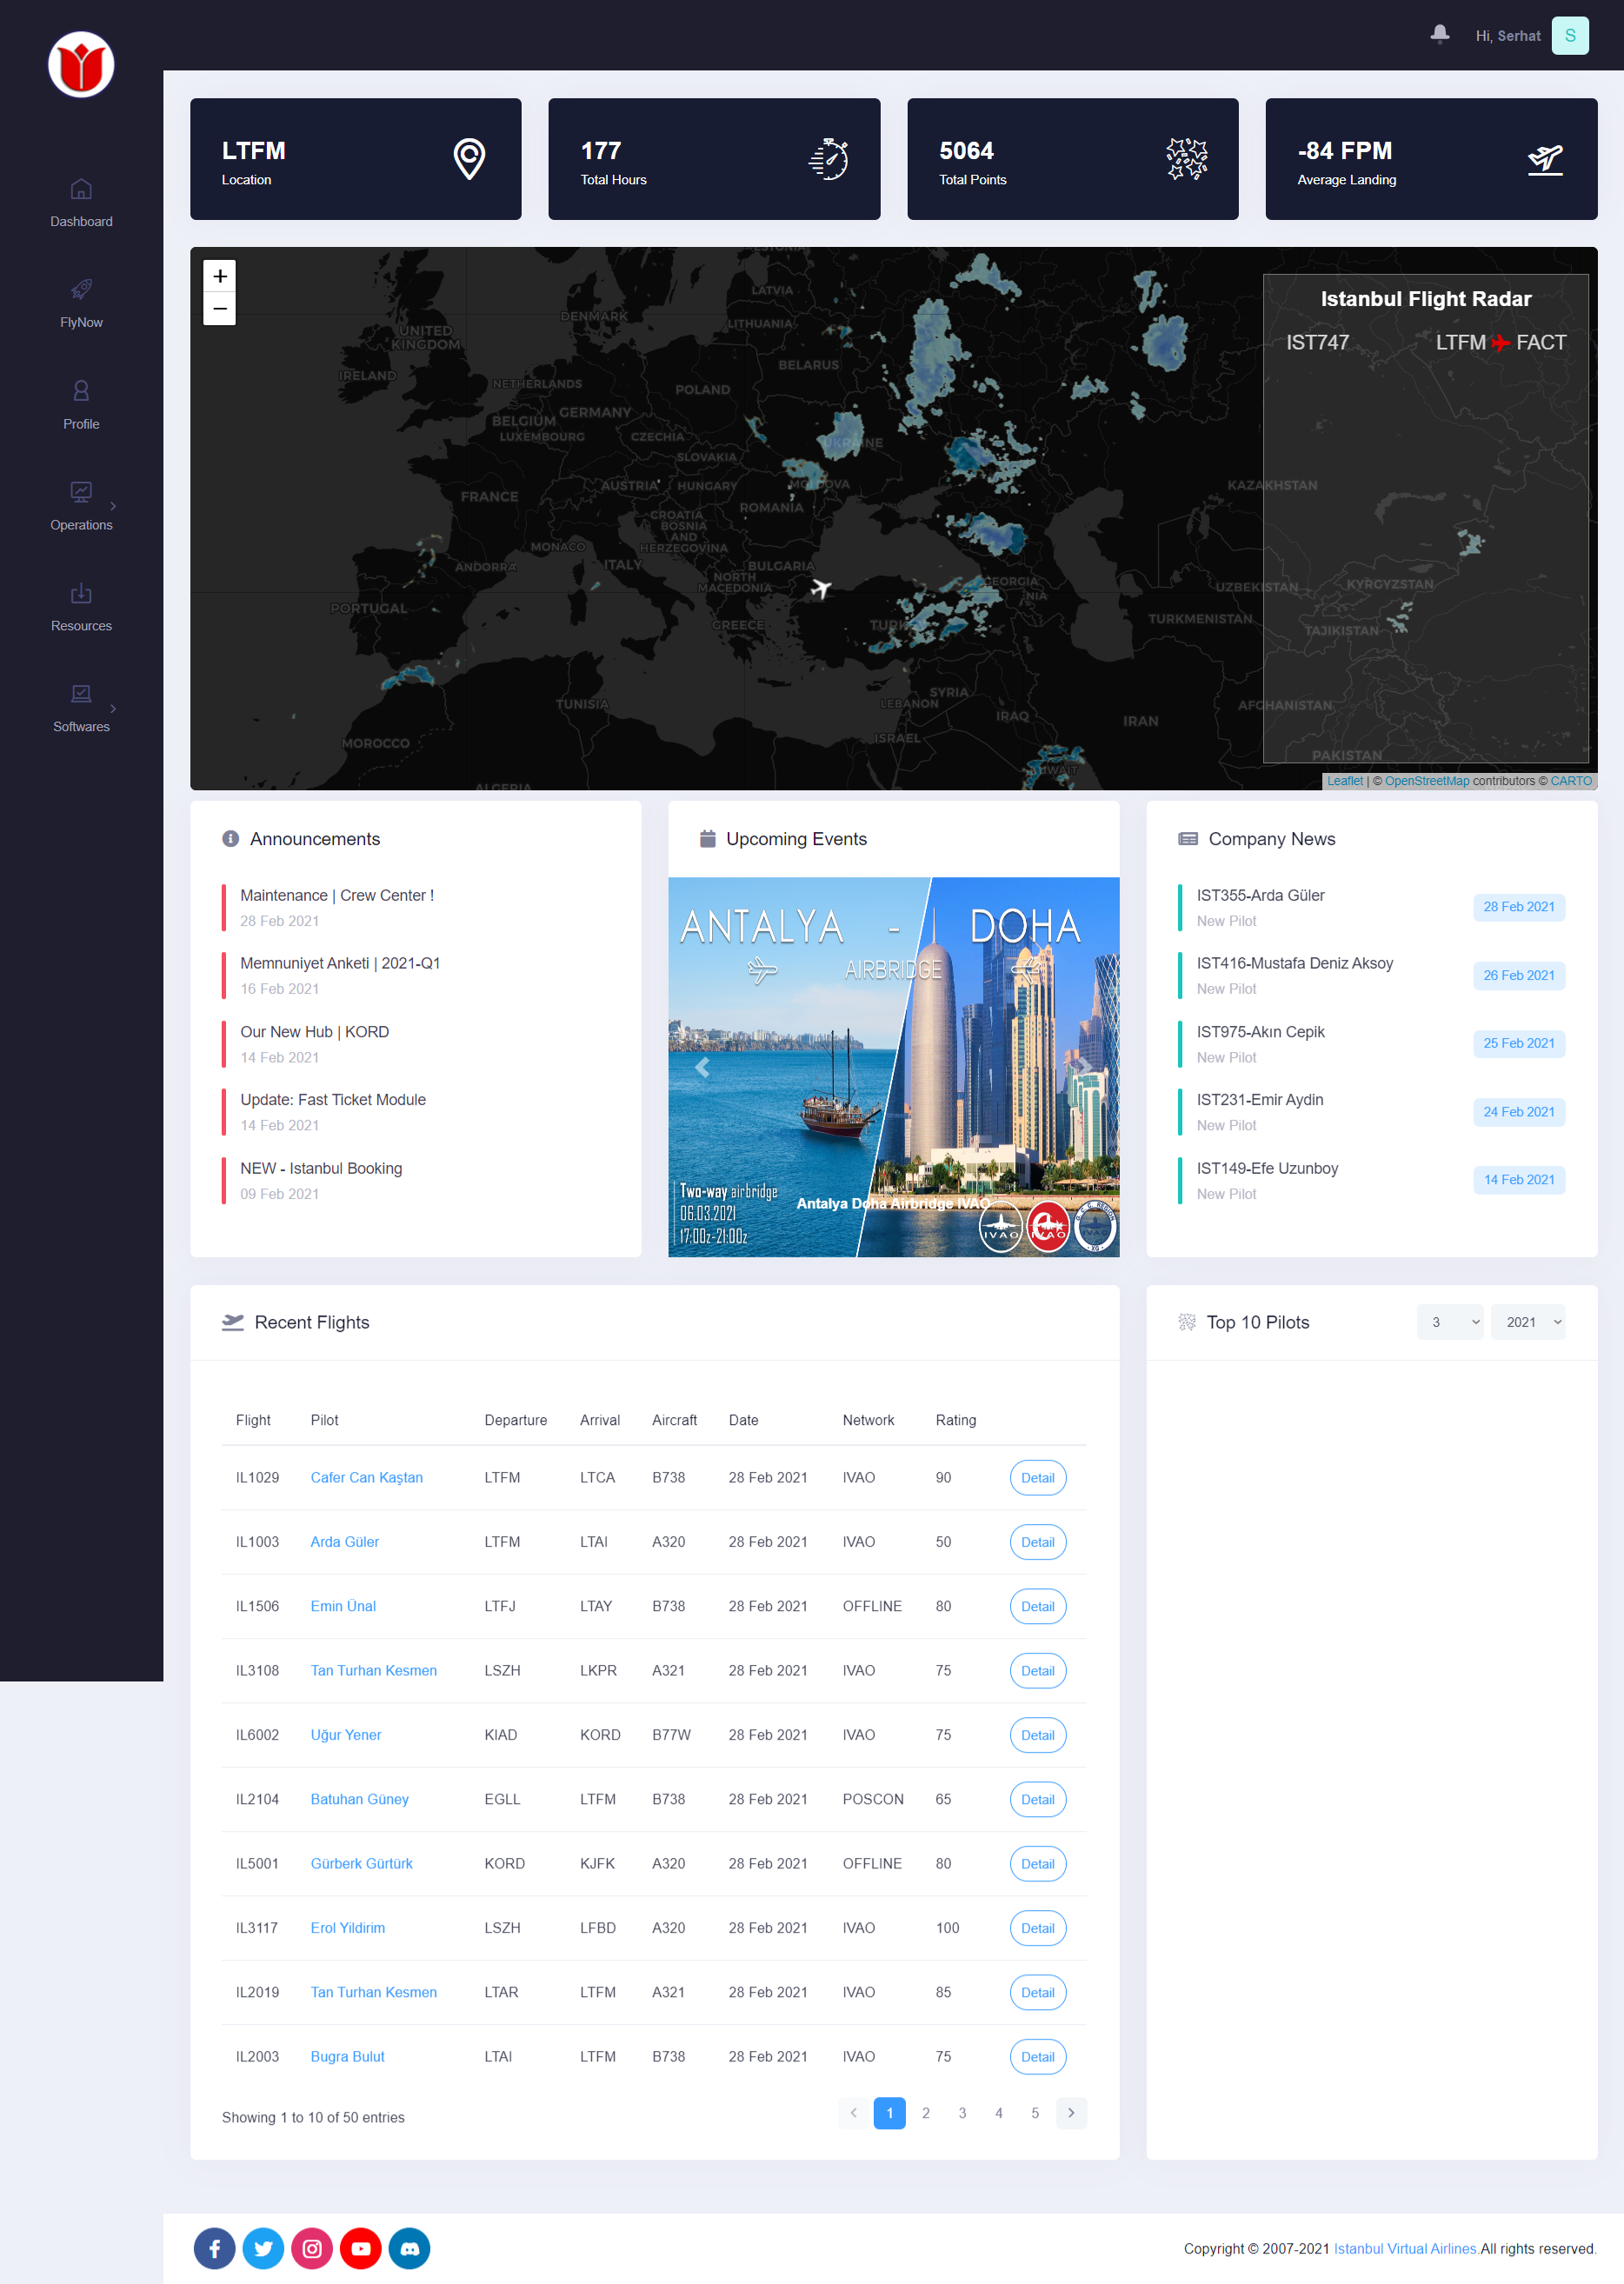 Hi, Serhat
S
Dashboard
FlyNow
Profile
Operations
Resources
Softwares
LTFM
Location
177
Total Hours
5064
Total Points
-84 FPM
Average Landing
+
−
Istanbul Flight Radar
IST747 LTFM FACT
LATVIA
DENMARK
LITHUANIA
UNITED
KINGDOM
BELARUS
IRELAND
NETHERLANDS
POLAND
GERMANY
BELGIUM
LUXEMBOURG
CZECHIA
UKRAINE
SLOVAKIA
AUSTRIA
HUNGARY
MOLDOVA
KAZAKHSTAN
FRANCE
ROMANIA
CROATIA
BOSNIA
AND
HERZEGOVINA
MONACO
ANDORRA
ITALY
BULGARIA
NORTH
MACEDONIA
GEORGIA
UZBEKISTAN
KYRGYZSTAN
PORTUGAL
GREECE
TURKMENISTAN
TAJIKISTAN
SYRIA
TUNISIA
LEBANON
IRAQ
IRAN
AFGHANISTAN
ISRAEL
MOROCCO
PAKISTAN
KUWAIT
ALGERIA
Leaflet | © OpenStreetMap contributors © CARTO
Announcements
Maintenance | Crew Center !
28 Feb 2021
Memnuniyet Anketi | 2021-Q1
16 Feb 2021
Our New Hub | KORD
14 Feb 2021
Update: Fast Ticket Module
14 Feb 2021
NEW - Istanbul Booking
09 Feb 2021
Upcoming Events
ANTALYA - DOHA
AIRBRIDGE
Two-way airbridge
06.03.2021
17:00z-21:00z
Antalya Doha Airbridge IVAO
IVAO
IVAO
Company News
IST355-Arda Güler
New Pilot
28 Feb 2021
IST416-Mustafa Deniz Aksoy
New Pilot
26 Feb 2021
IST975-Akın Cepik
New Pilot
25 Feb 2021
IST231-Emir Aydin
New Pilot
24 Feb 2021
IST149-Efe Uzunboy
New Pilot
14 Feb 2021
Recent Flights
Flight Pilot Departure Arrival Aircraft Date Network Rating
IL1029 Cafer Can Kaştan LTFM LTCA B738 28 Feb 2021 IVAO 90 Detail
IL1003 Arda Güler LTFM LTAI A320 28 Feb 2021 IVAO 50 Detail
IL1506 Emin Ünal LTFJ LTAY B738 28 Feb 2021 OFFLINE 80 Detail
IL3108 Tan Turhan Kesmen LSZH LKPR A321 28 Feb 2021 IVAO 75 Detail
IL6002 Uğur Yener KIAD KORD B77W 28 Feb 2021 IVAO 75 Detail
IL2104 Batuhan Güney EGLL LTFM B738 28 Feb 2021 POSCON 65 Detail
IL5001 Gürberk Gürtürk KORD KJFK A320 28 Feb 2021 OFFLINE 80 Detail
IL3117 Erol Yildirim LSZH LFBD A320 28 Feb 2021 IVAO 100 Detail
IL2019 Tan Turhan Kesmen LTAR LTFM A321 28 Feb 2021 IVAO 85 Detail
IL2003 Bugra Bulut LTAI LTFM B738 28 Feb 2021 IVAO 75 Detail
Showing 1 to 10 of 50 entries
1 2 3 4 5
Top 10 Pilots
3
2021
Copyright © 2007-2021 Istanbul Virtual Airlines.All rights reserved.